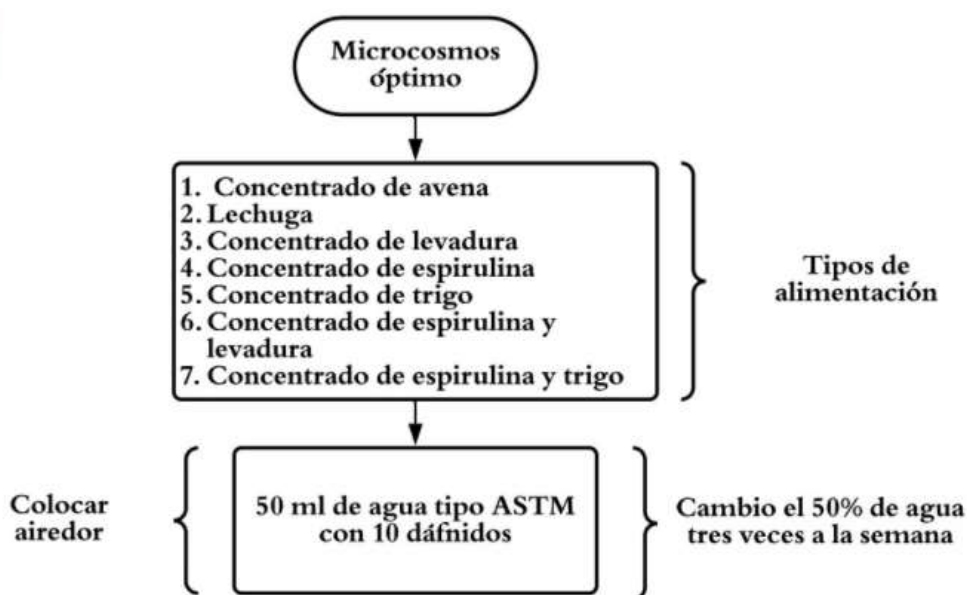 Microcosmos
óptimo
1. Concentrado de avena
2. Lechuga
3. Concentrado de levadura
4. Concentrado de espirulina
5. Concentrado de trigo
6. Concentrado de espirulina y
levadura
7. Concentrado de espirulina y trigo
Tipos de
alimentación
Colocar
airedor
50 ml de agua tipo ASTM
con 10 dáfnidos
Cambio el 50% de agua
tres veces a la semana